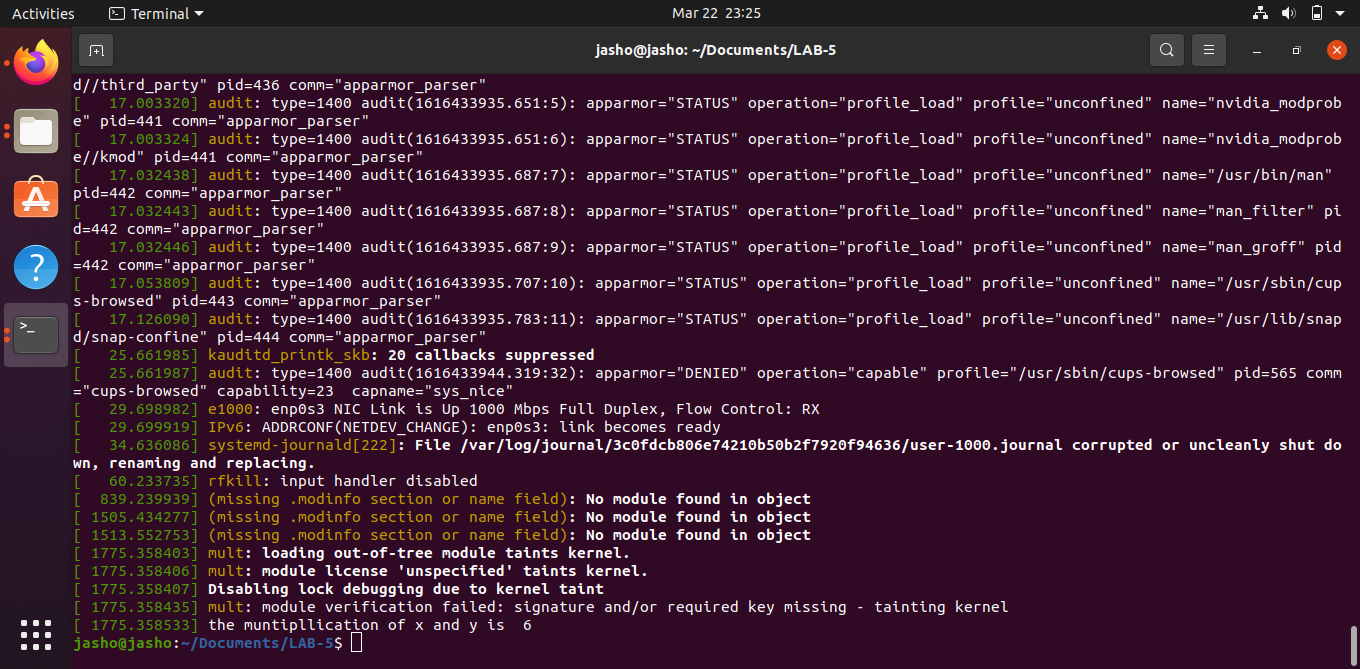 Activities Terminal Mar 22 23:25
jasho@jasho: ~/Documents/LAB-5
d//third_party" pid=436 comm="apparmor_parser"
[   17.003320] audit: type=1400 audit(1616433935.651:5): apparmor="STATUS" operation="profile_load" profile="unconfined" name="nvidia_modprob
e" pid=441 comm="apparmor_parser"
[   17.003324] audit: type=1400 audit(1616433935.651:6): apparmor="STATUS" operation="profile_load" profile="unconfined" name="nvidia_modprob
e//kmod" pid=441 comm="apparmor_parser"
[   17.032438] audit: type=1400 audit(1616433935.687:7): apparmor="STATUS" operation="profile_load" profile="unconfined" name="/usr/bin/man"
pid=442 comm="apparmor_parser"
[   17.032443] audit: type=1400 audit(1616433935.687:8): apparmor="STATUS" operation="profile_load" profile="unconfined" name="man_filter" pi
d=442 comm="apparmor_parser"
[   17.032446] audit: type=1400 audit(1616433935.687:9): apparmor="STATUS" operation="profile_load" profile="unconfined" name="man_groff" pid
=442 comm="apparmor_parser"
[   17.053809] audit: type=1400 audit(1616433935.707:10): apparmor="STATUS" operation="profile_load" profile="unconfined" name="/usr/sbin/cup
s-browsed" pid=443 comm="apparmor_parser"
[   17.126090] audit: type=1400 audit(1616433935.783:11): apparmor="STATUS" operation="profile_load" profile="unconfined" name="/usr/lib/snap
d/snap-confine" pid=444 comm="apparmor_parser"
[   25.661985] kauditd_printk_skb: 20 callbacks suppressed
[   25.661987] audit: type=1400 audit(1616433944.319:32): apparmor="DENIED" operation="capable" profile="/usr/sbin/cups-browsed" pid=565 comm
="cups-browsed" capability=23  capname="sys_nice"
[   29.698982] e1000: enp0s3 NIC Link is Up 1000 Mbps Full Duplex, Flow Control: RX
[   29.699919] IPv6: ADDRCONF(NETDEV_CHANGE): enp0s3: link becomes ready
[   34.636086] systemd-journald[222]: File /var/log/journal/3c0fdcb806e74210b50b2f7920f94636/user-1000.journal corrupted or uncleanly shut do
wn, renaming and replacing.
[   60.233735] rfkill: input handler disabled
[  839.239939] (missing .modinfo section or name field): No module found in object
[ 1505.434277] (missing .modinfo section or name field): No module found in object
[ 1513.552753] (missing .modinfo section or name field): No module found in object
[ 1775.358403] mult: loading out-of-tree module taints kernel.
[ 1775.358406] mult: module license 'unspecified' taints kernel.
[ 1775.358407] Disabling lock debugging due to kernel taint
[ 1775.358435] mult: module verification failed: signature and/or required key missing - tainting kernel
[ 1775.358533] the muntipllication of x and y is  6
jasho@jasho:~/Documents/LAB-5$